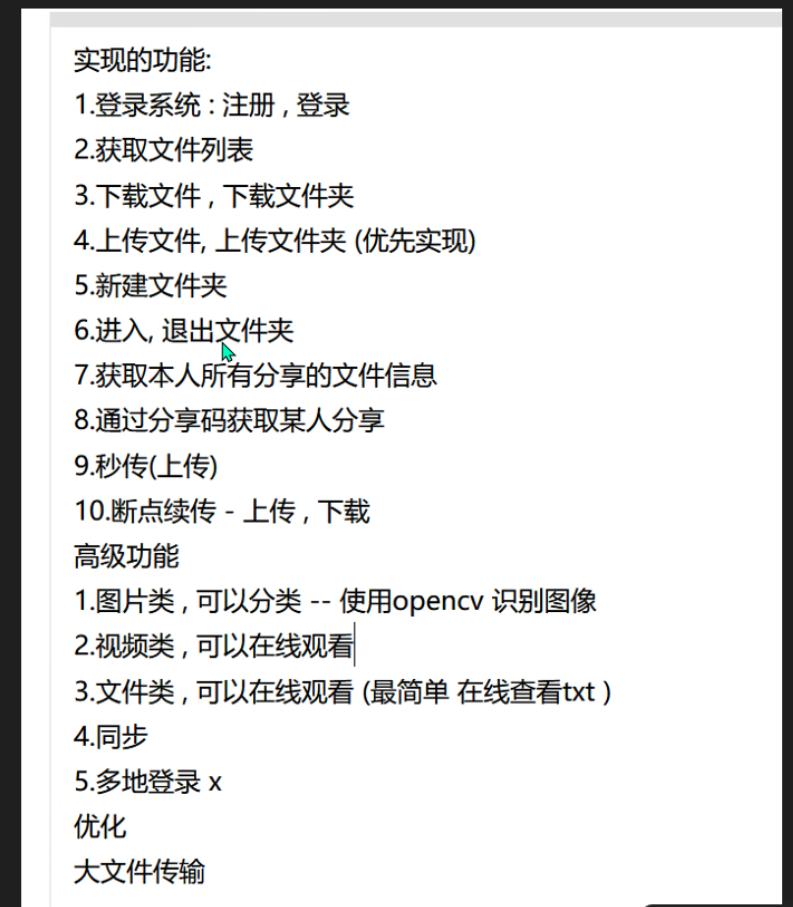 实现的功能:
1.登录系统 : 注册 , 登录
2.获取文件列表
3.下载文件 , 下载文件夹
4.上传文件, 上传文件夹 (优先实现)
5.新建文件夹
6.进入, 退出文件夹
7.获取本人所有分享的文件信息
8.通过分享码获取某人分享
9.秒传(上传)
10.断点续传 - 上传 , 下载
高级功能
1.图片类 , 可以分类 -- 使用opencv 识别图像
2.视频类 , 可以在线观看
3.文件类 , 可以在线观看 (最简单 在线查看txt )
4.同步
5.多地登录 x
优化
大文件传输